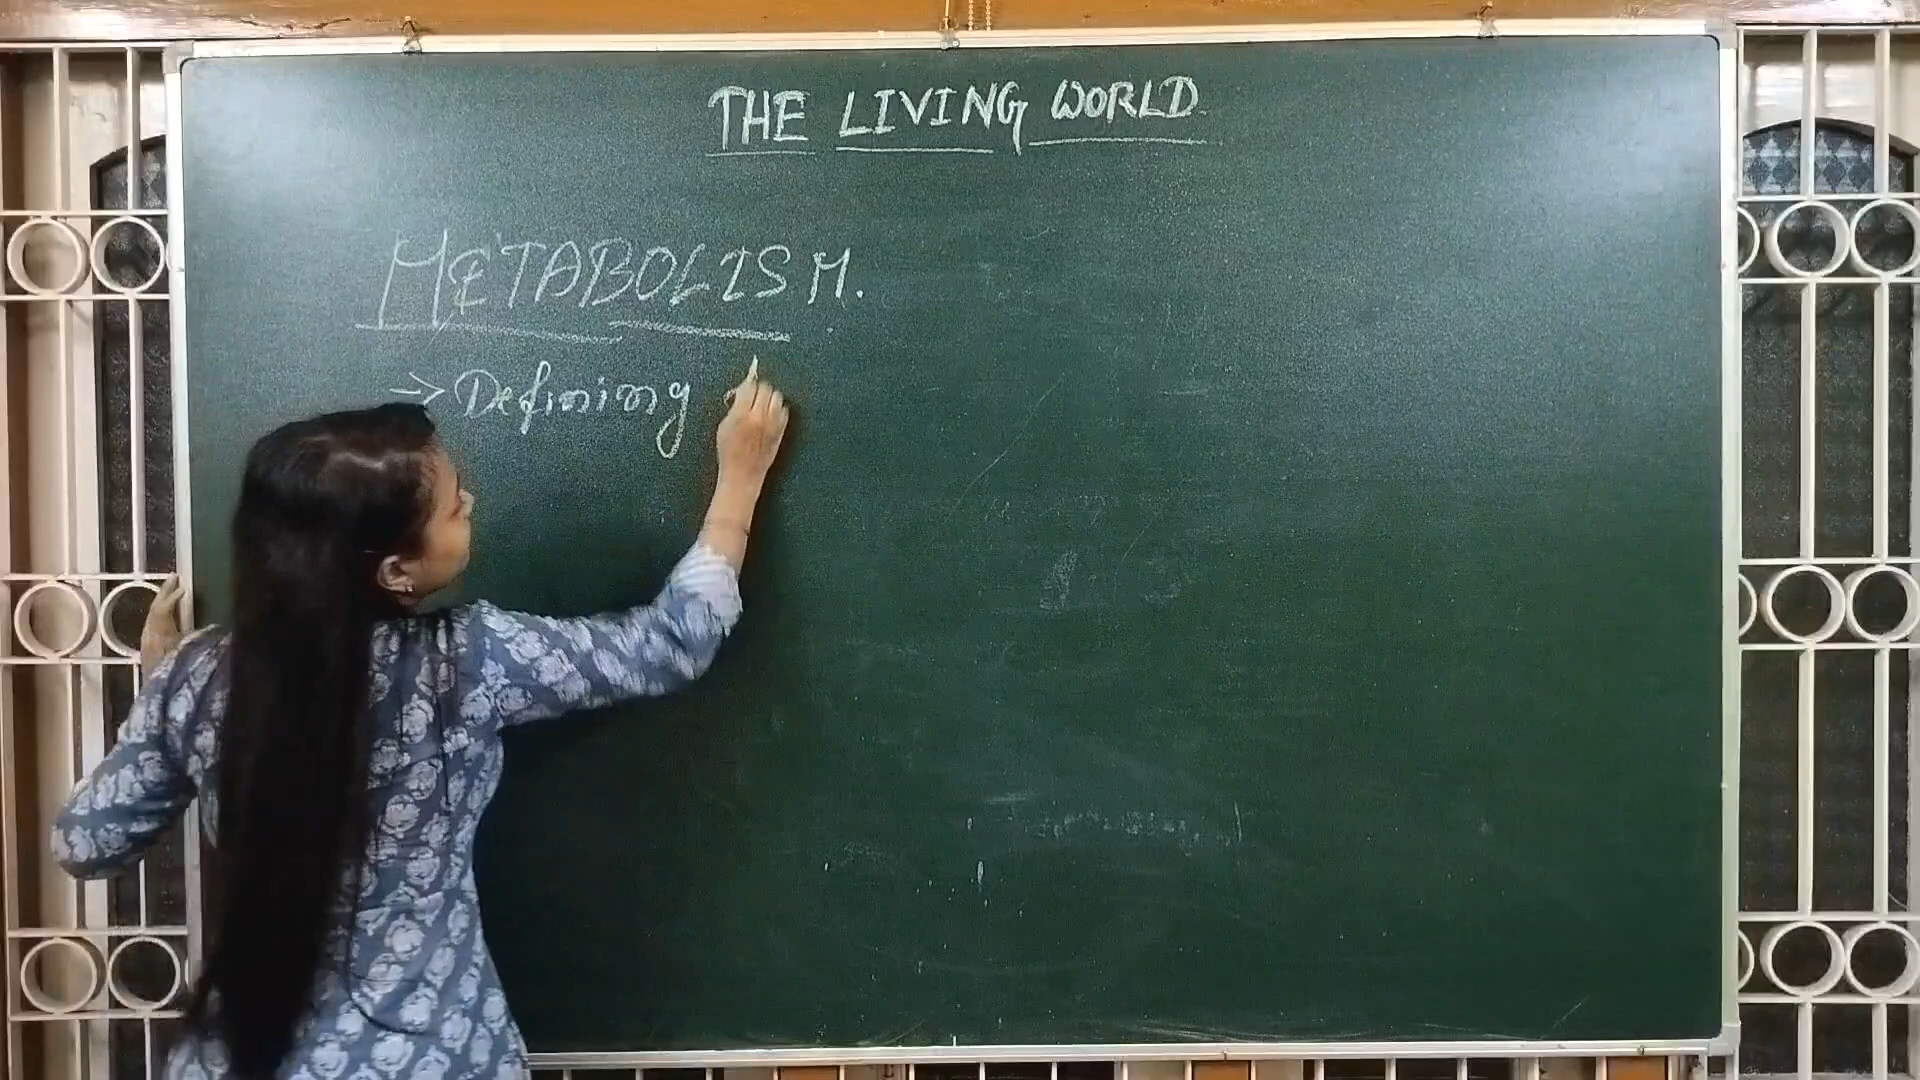 THE LIVING WORLD
METABOLISM.
→ Defining